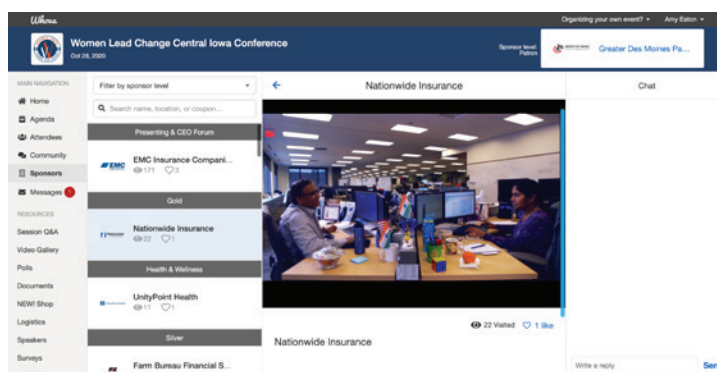 Whova
Organizing your own event?
Amy Eaton
Women Lead Change Central Iowa Conference
Oct 28, 2020
Sponsor level:
Patron
Greater Des Moines Pa...
MAIN NAVIGATION
Home
Agenda
Attendees
Community
Sponsors
Messages 1
RESOURCES
Session Q&A
Video Gallery
Polls
Documents
NEW! Shop
Logistics
Speakers
Surveys
Filter by sponsor level
Search name, location, or coupon...
Presenting & CEO Forum
EMC
EMC Insurance Compani...
171 3
Gold
Nationwide Insurance
22 1
Health & Wellness
UnityPoint Health
11 1
Silver
Farm Bureau Financial S...
Nationwide Insurance
22 Visited 1 like
Nationwide Insurance
Chat
Write a reply
Sen